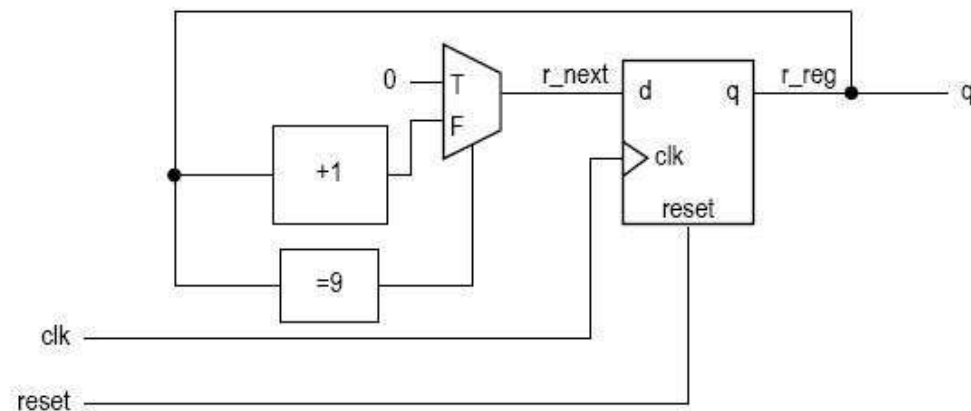 0
T
r_next
d
q
r_reg
q
F
clk
+1
reset
=9
clk
reset